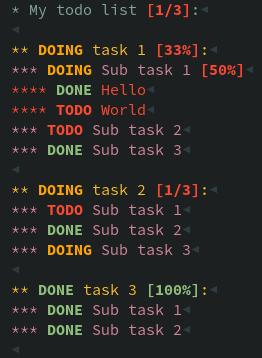 * My todo list [1/3]:
** DOING task 1 [33%]:
*** DOING Sub task 1 [50%]
**** DONE Hello
**** TODO World
*** TODO Sub task 2
*** DONE Sub task 3
** DOING task 2 [1/3]:
*** TODO Sub task 1
*** DONE Sub task 2
*** DOING Sub task 3
** DONE task 3 [100%]:
*** DONE Sub task 1
*** DONE Sub task 2